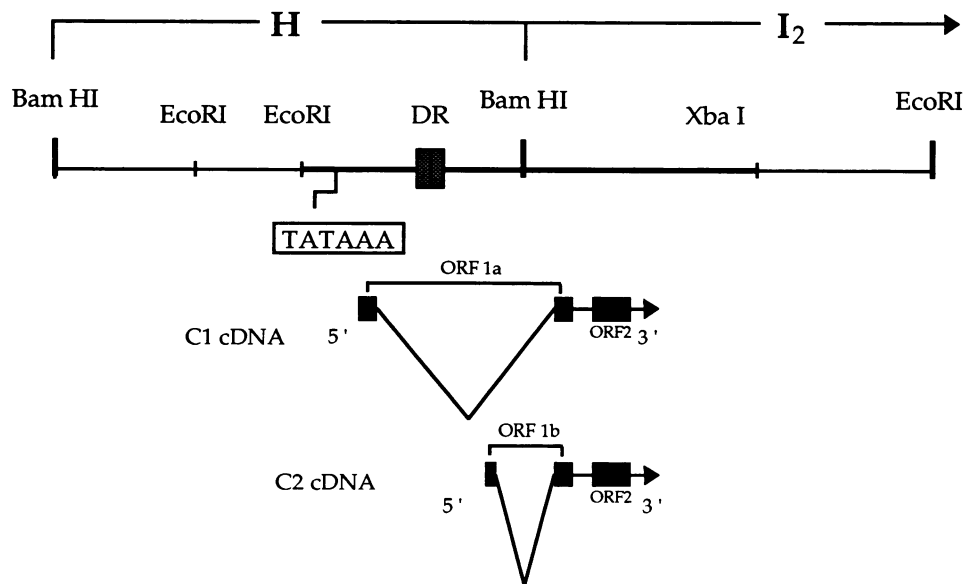 H I₂
Bam HI EcoRI EcoRI DR Bam HI Xba I EcoRI
TATAAA
ORF 1a
C1 cDNA 5' ORF2 3'
ORF 1b
C2 cDNA 5' ORF2 3'